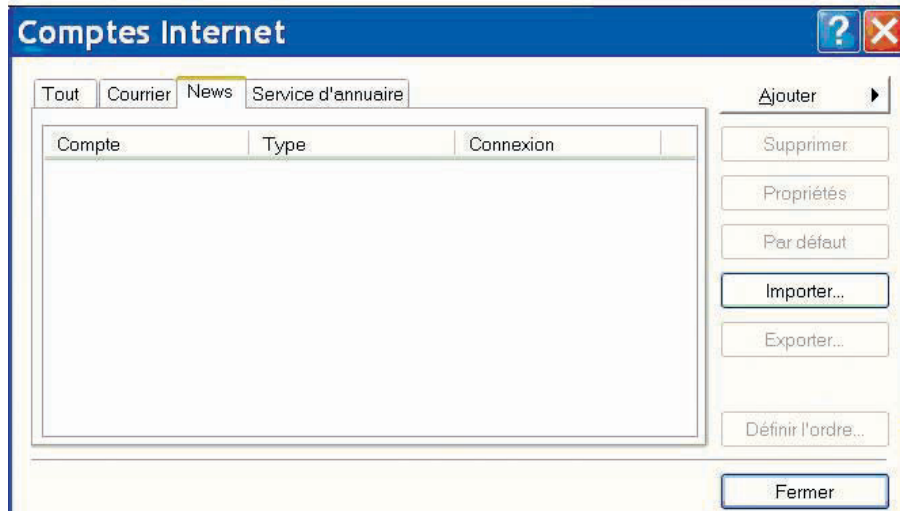 Comptes Internet
?
Tout Courrier News Service d'annuaire
Compte Type Connexion
Ajouter
Supprimer
Propriétés
Par défaut
Importer...
Exporter...
Définir l'ordre...
Fermer